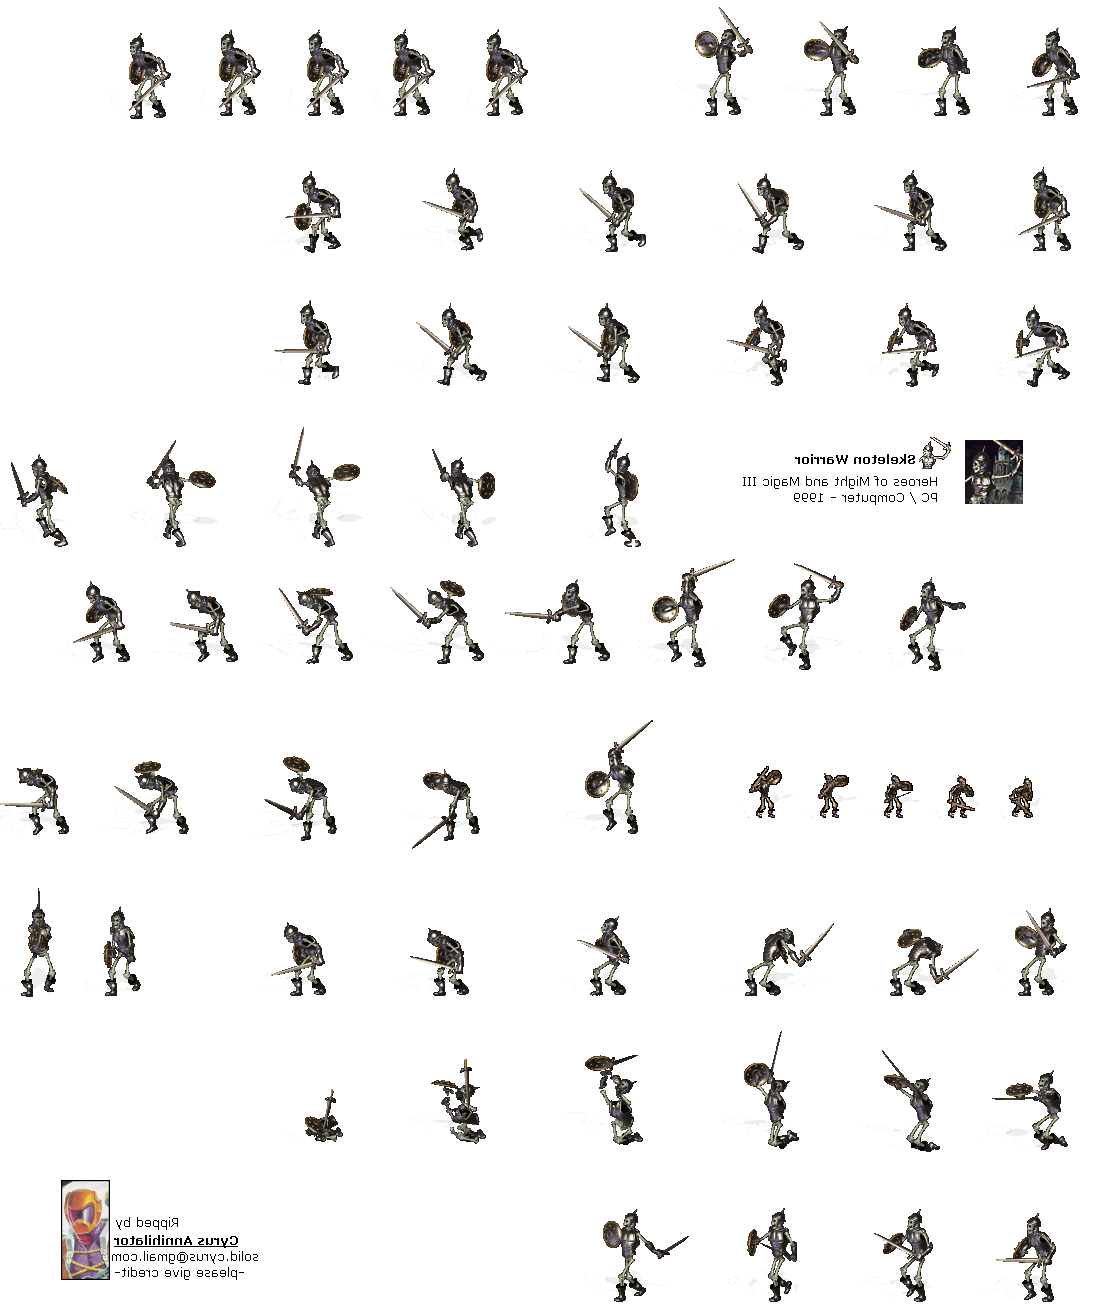 Skeleton Warrior
Heroes of Might and Magic III
PC / Computer - 1999
Ripped by
Cyrus Annihilator
solid.cyrus@gmail.com
-please give credit-